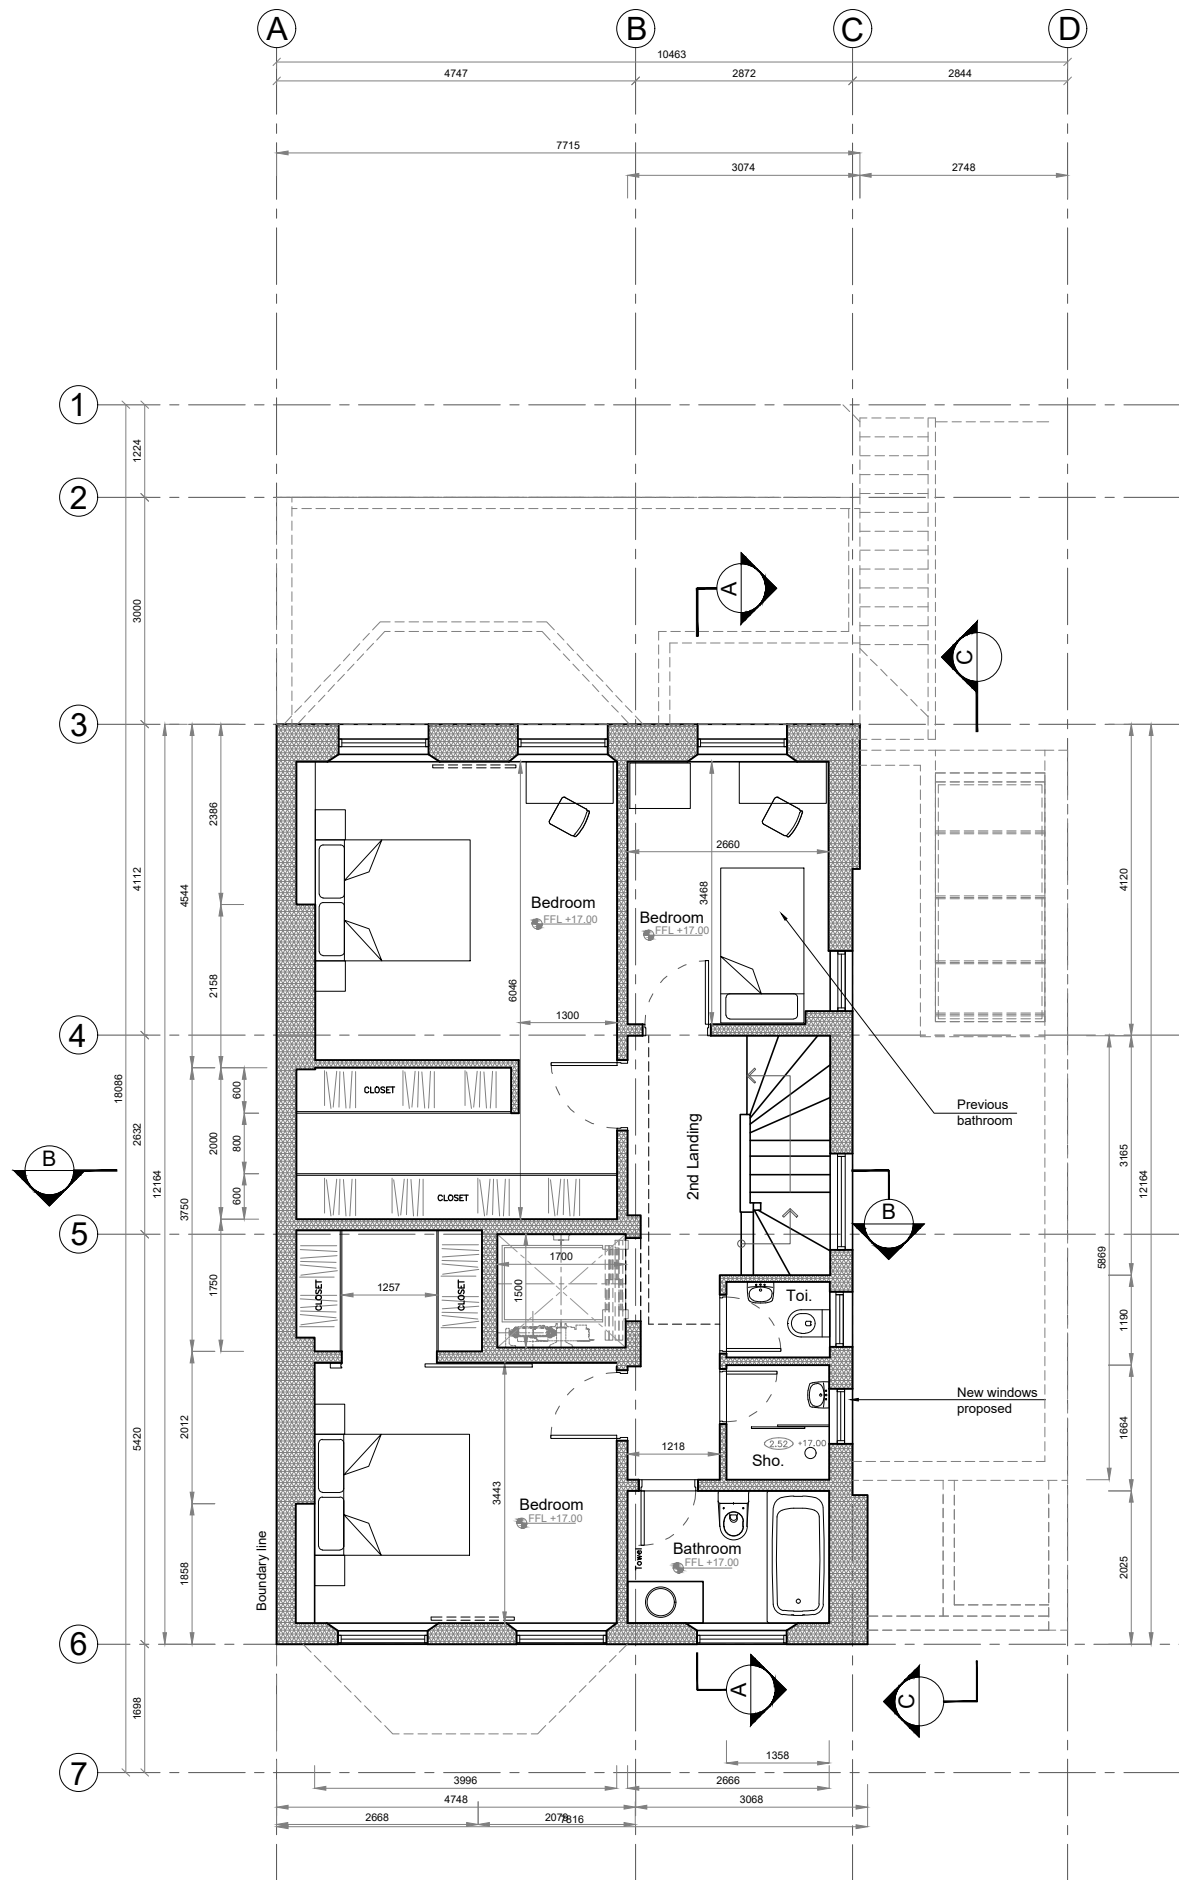 A
B
C
D
10463
4747
2872
2844
7715
3074
2748
1
1224
2
3000
A
C
3
2386
4112
4544
4120
2660
3468
Bedroom
FFL +17.00
Bedroom
FFL +17.00
2158
6046
1300
4
18086
600
CLOSET
Previous
bathroom
2632
2000
800
2nd Landing
3165
12164
12164
B
3750
600
CLOSET
B
5
1750
1700
1500
1257
CLOSET
CLOSET
5869
Toi.
1190
New windows
proposed
2012
5420
1218
2.52
+17.00
Sho.
1664
3443
Bedroom
FFL +17.00
Bathroom
FFL +17.00
Towel
Boundary line
1858
2025
6
1698
A
C
7
1358
3996
2666
4748
3068
2668
2079
7816